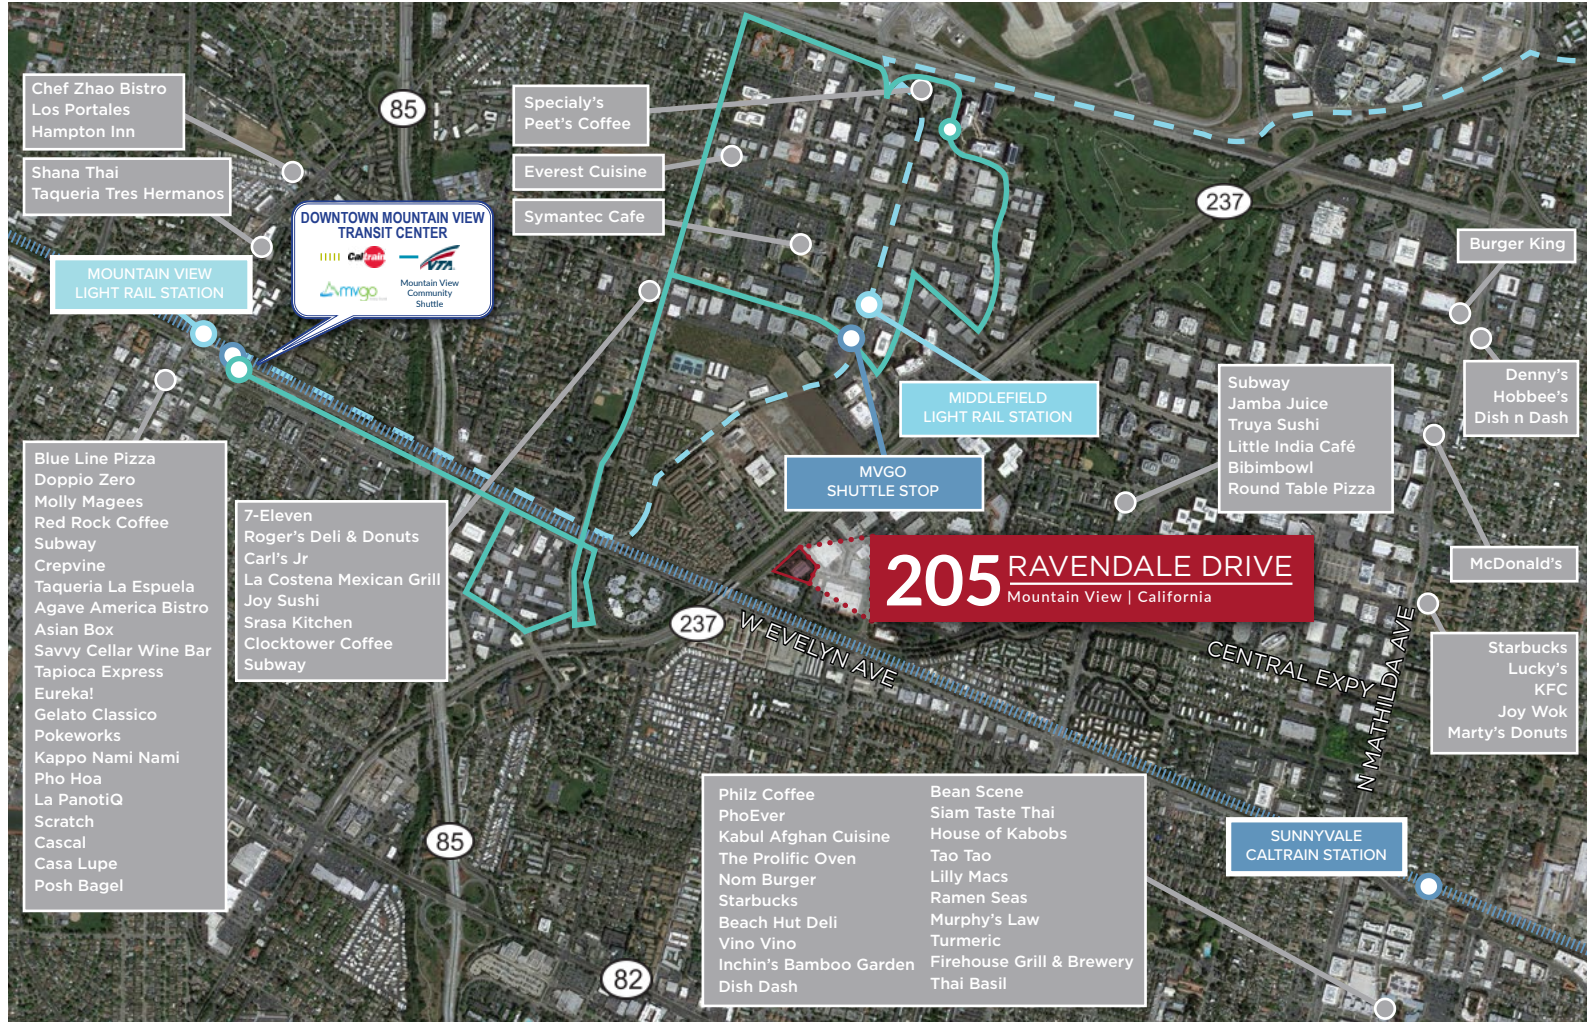 Chef Zhao Bistro
Los Portales
Hampton Inn
Shana Thai
Taqueria Tres Hermanos
85
DOWNTOWN MOUNTAIN VIEW
TRANSIT CENTER
Caltrain
VTA
mvgo
Mountain View
Community
Shuttle
MOUNTAIN VIEW
LIGHT RAIL STATION
Specialy's
Peet's Coffee
Everest Cuisine
Symantec Cafe
237
Burger King
Denny's
Hobbee's
Dish n Dash
MIDDLEFIELD
LIGHT RAIL STATION
MVGO
SHUTTLE STOP
Subway
Jamba Juice
Truya Sushi
Little India Café
Bibimbowl
Round Table Pizza
McDonald's
Blue Line Pizza
Doppio Zero
Molly Magees
Red Rock Coffee
Subway
Crepvine
Taqueria La Espuela
Agave America Bistro
Asian Box
Savvy Cellar Wine Bar
Tapioca Express
Eureka!
Gelato Classico
Pokeworks
Kappo Nami Nami
Pho Hoa
La PanotiQ
Scratch
Cascal
Casa Lupe
Posh Bagel
7-Eleven
Roger's Deli & Donuts
Carl's Jr
La Costena Mexican Grill
Joy Sushi
Srasa Kitchen
Clocktower Coffee
Subway
205 RAVENDALE DRIVE
Mountain View | California
237
W EVELYN AVE
CENTRAL EXPY
N MATHILDA AVE
Starbucks
Lucky's
KFC
Joy Wok
Marty's Donuts
85
82
Philz Coffee
PhoEver
Kabul Afghan Cuisine
The Prolific Oven
Nom Burger
Starbucks
Beach Hut Deli
Vino Vino
Inchin's Bamboo Garden
Dish Dash
Bean Scene
Siam Taste Thai
House of Kabobs
Tao Tao
Lilly Macs
Ramen Seas
Murphy's Law
Turmeric
Firehouse Grill & Brewery
Thai Basil
SUNNYVALE
CALTRAIN STATION